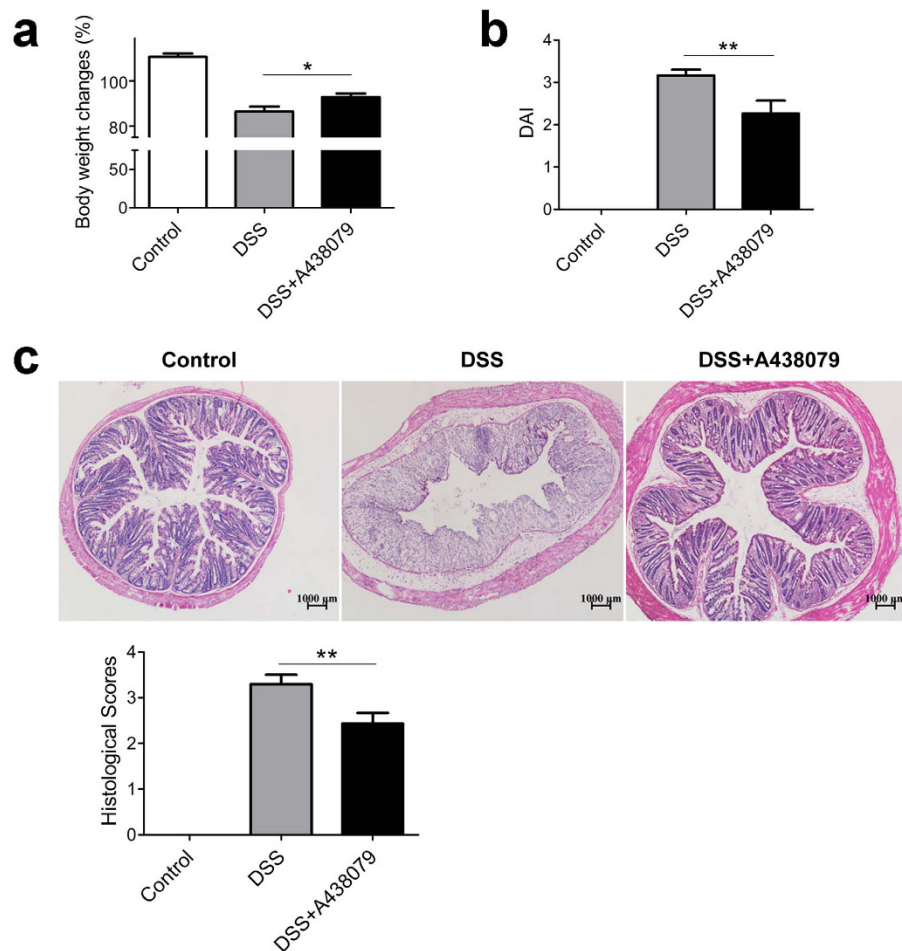 a
Body weight changes (%)
100
80
50
0
*
Control
DSS
DSS+A438079
b
DAI
4
3
2
1
0
**
Control
DSS
DSS+A438079
c
Control
DSS
DSS+A438079
1000 µm
1000 µm
1000 µm
Histological Scores
4
3
2
1
0
**
Control
DSS
DSS+A438079